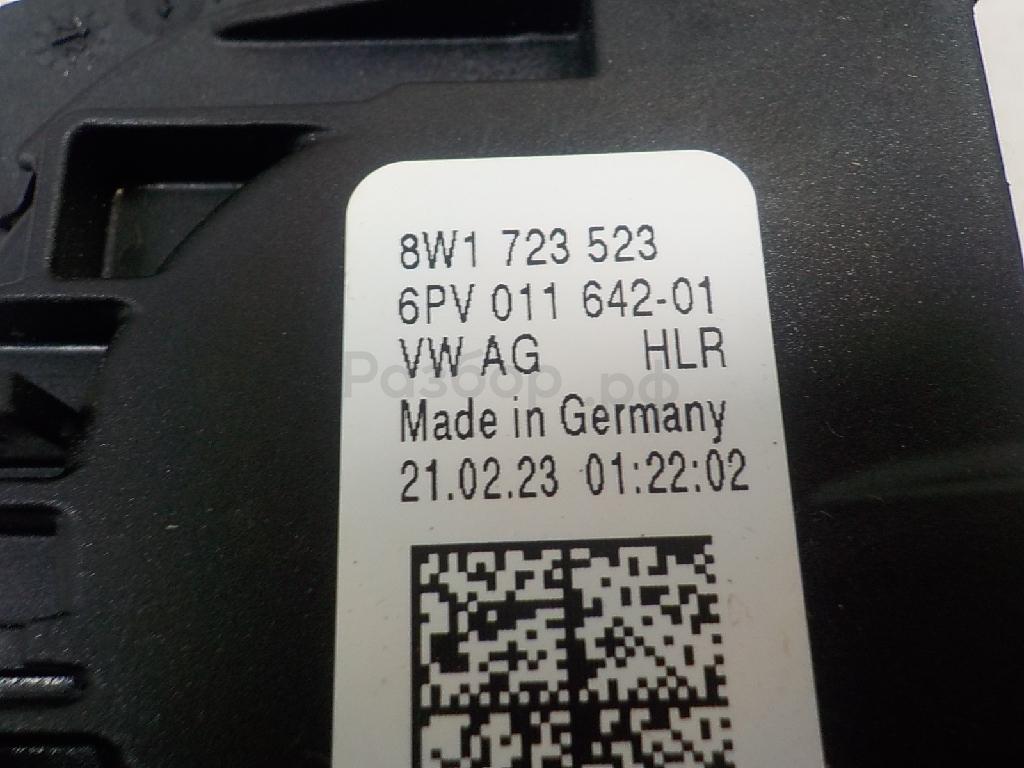 8W1 723 523
6PV 011 642-01
VW AG HLR
Разбор.рф
Made in Germany
21.02.23 01:22:02